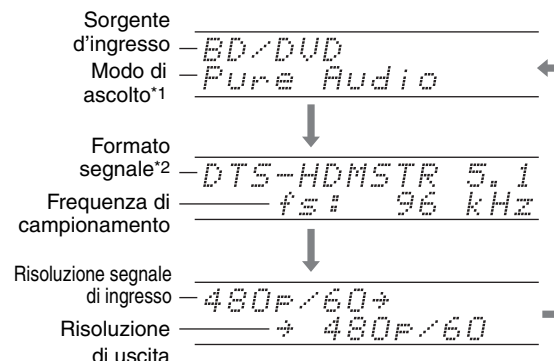 Sorgente
d'ingresso
BD/DVD
Modo di
ascolto*1
Pure Audio
Formato
segnale*2
DTS-HDMSTR 5.1
Frequenza di
campionamento
fs: 96 kHz
Risoluzione segnale
di ingresso
480p/60→
Risoluzione
di uscita
→ 480p/60